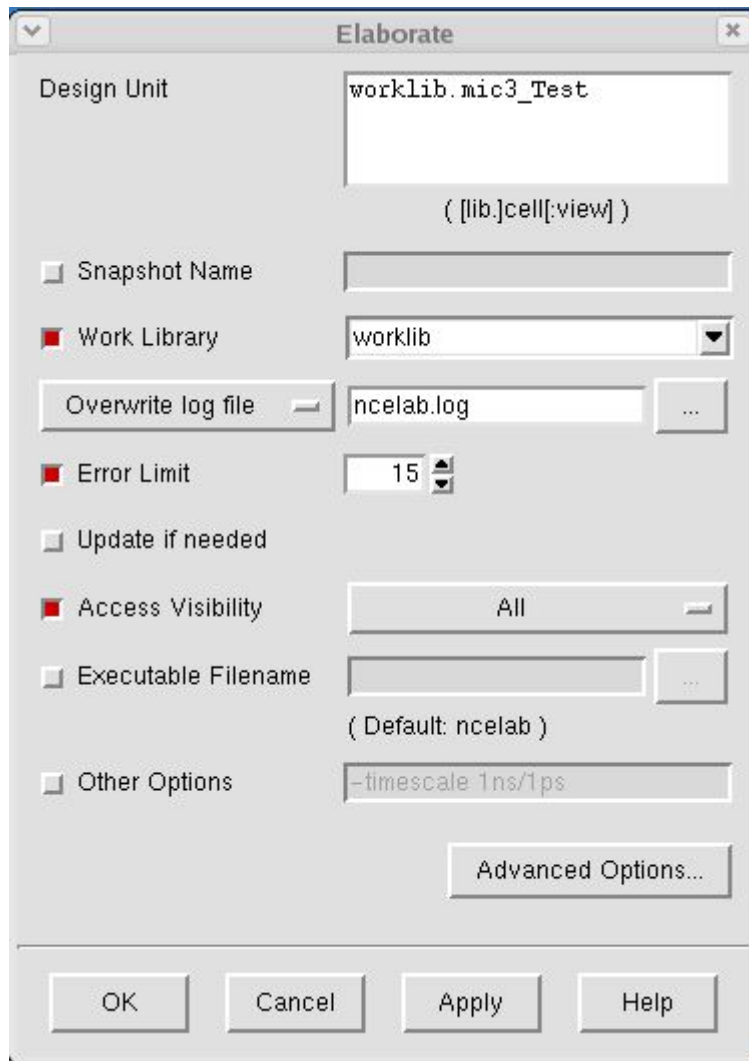 Elaborate
Design Unit
worklib.mic3_Test
( [lib.]cell[:view] )
Snapshot Name
Work Library
worklib
Overwrite log file
ncelab.log
...
Error Limit
15
Update if needed
Access Visibility
All
Executable Filename
...
( Default: ncelab )
Other Options
-timescale 1ns/1ps
Advanced Options...
OK
Cancel
Apply
Help